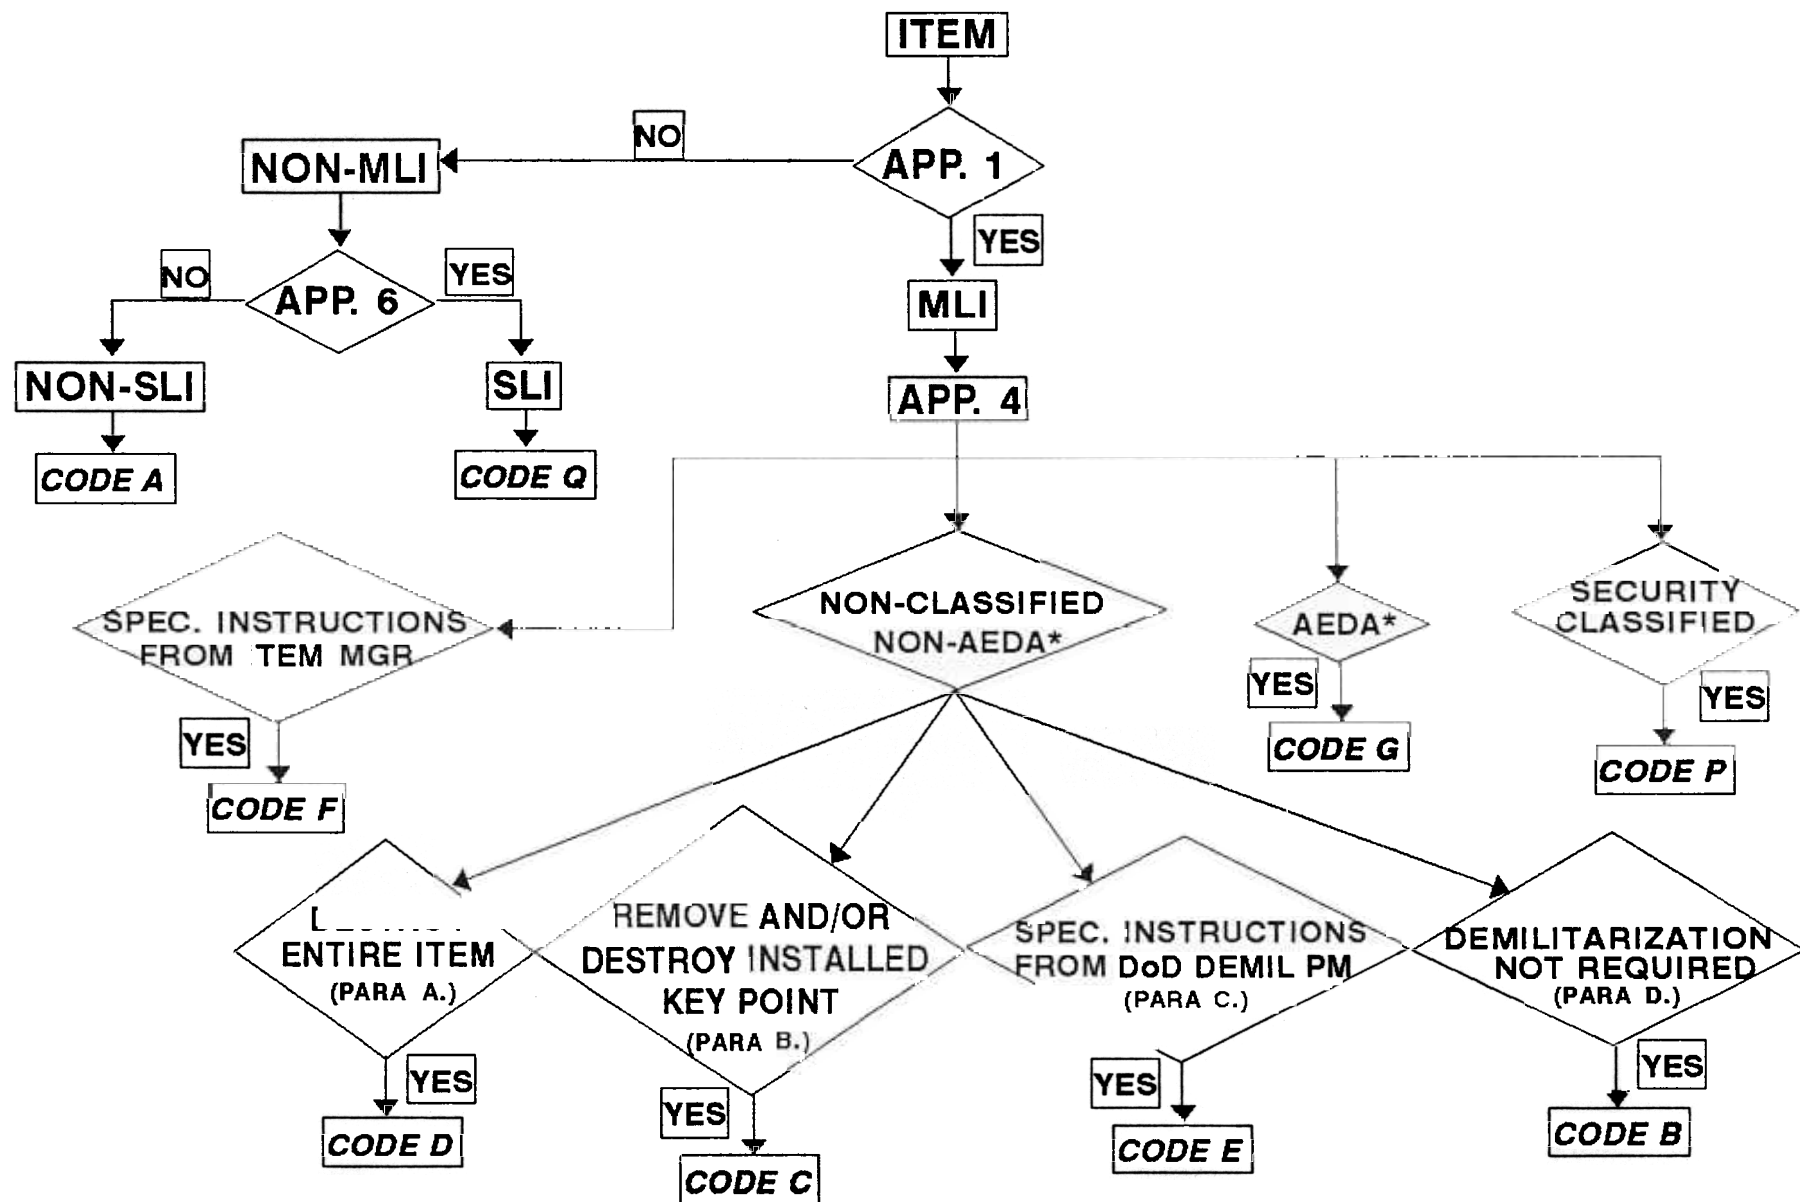 ITEM
NO
APP. 1
NON-MLI
YES
NO
YES
APP. 6
MLI
NON-SLI
SLI
APP. 4
CODE A
CODE Q
SPEC. INSTRUCTIONS
FROM TEM MGR
NON-CLASSIFIED
NON-AEDA*
AEDA*
SECURITY
CLASSIFIED
YES
YES
YES
CODE F
CODE G
CODE P
ENTIRE ITEM
(PARA A.)
REMOVE AND/OR
DESTROY INSTALLED
KEY POINT
(PARA B.)
SPEC. INSTRUCTIONS
FROM DoD DEMIL PM
(PARA C.)
DEMILITARIZATION
NOT REQUIRED
(PARA D.)
YES
YES
YES
YES
CODE D
CODE C
CODE E
CODE B